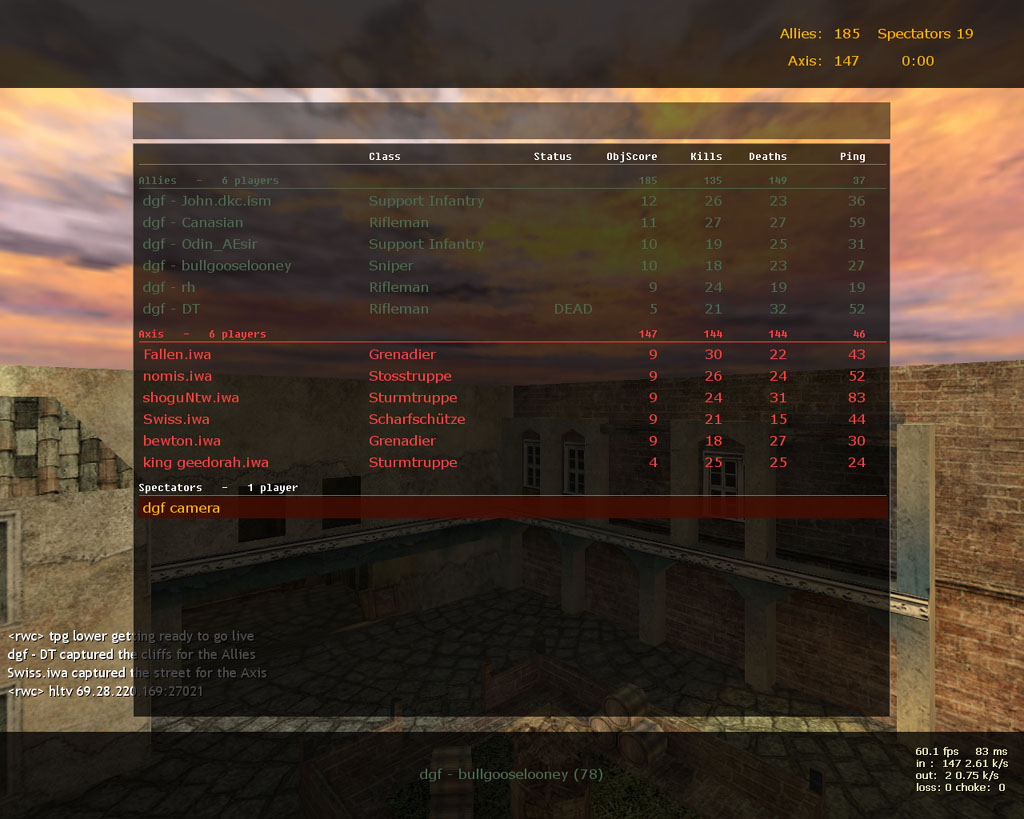 Allies: 185 Spectators 19
Axis: 147 0:00
Class Status ObjScore Kills Deaths Ping
Allies - 6 players 185 135 149 37
dgf - John.dkc.ism Support Infantry 12 26 23 36
dgf - Canasian Rifleman 11 27 27 59
dgf - Odin_AEsir Support Infantry 10 19 25 31
dgf - bullgooselooney Sniper 10 18 23 27
dgf - rh Rifleman 9 24 19 19
dgf - DT Rifleman DEAD 5 21 32 52
Axis - 6 players 147 144 144 46
Fallen.iwa Grenadier 9 30 22 43
nomis.iwa Stosstruppe 9 26 24 52
shoguNtw.iwa Sturmtruppe 9 24 31 83
Swiss.iwa Scharfschütze 9 21 15 44
bewton.iwa Grenadier 9 18 27 30
king geedorah.iwa Sturmtruppe 4 25 25 24
Spectators - 1 player
dgf camera
<rwc> tpg lower getting ready to go live
dgf - DT captured the cliffs for the Allies
Swiss.iwa captured the street for the Axis
<rwc> hltv 69.28.220.169:27021
dgf - bullgooselooney (78)
60.1 fps 83 ms
in : 147 2.61 k/s
out: 2 0.75 k/s
loss: 0 choke: 0